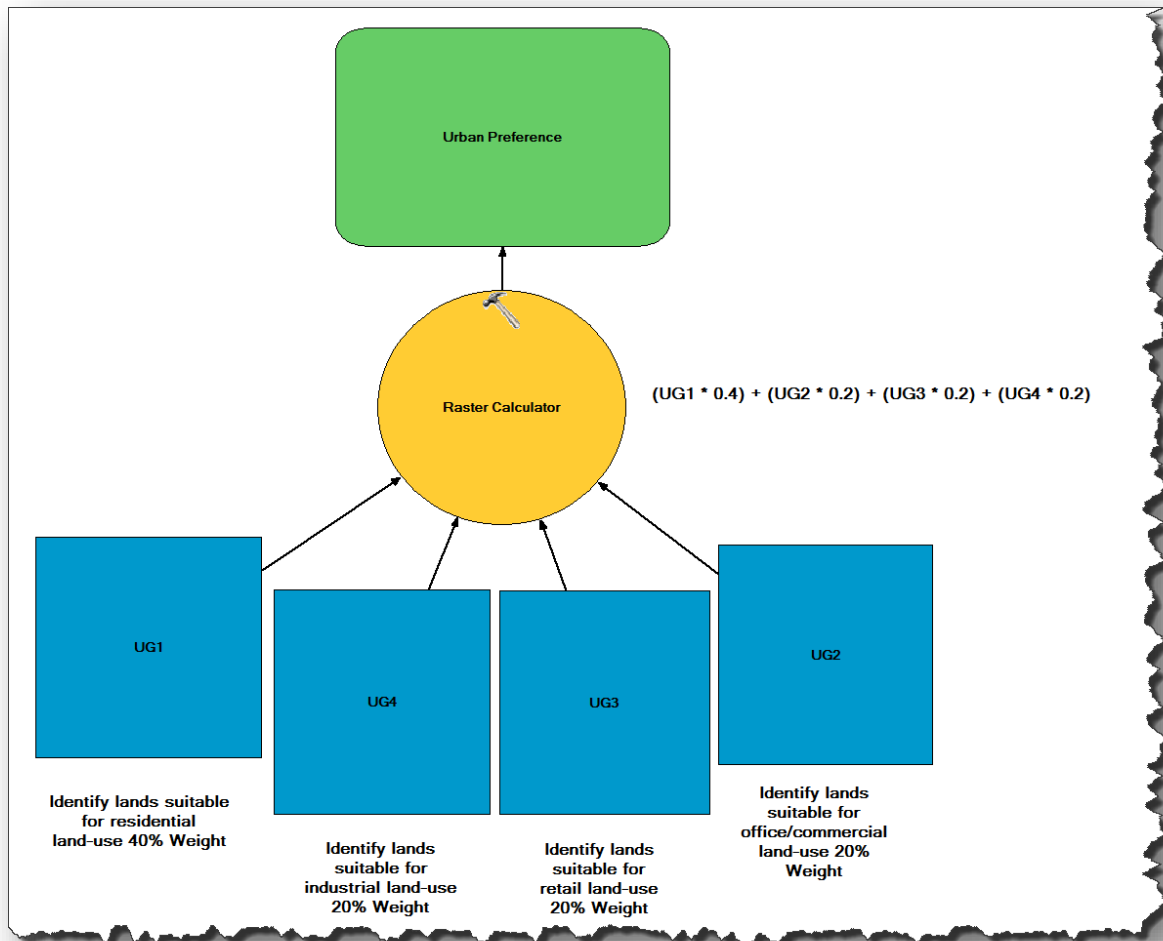 Urban Preference
Raster Calculator
(UG1 * 0.4) + (UG2 * 0.2) + (UG3 * 0.2) + (UG4 * 0.2)
UG1
UG4
UG3
UG2
Identify lands suitable
for residential
land-use 40% Weight
Identify lands
suitable for
industrial land-use
20% Weight
Identify lands
suitable for
retail land-use
20% Weight
Identify lands
suitable for
office/commercial
land-use 20%
Weight